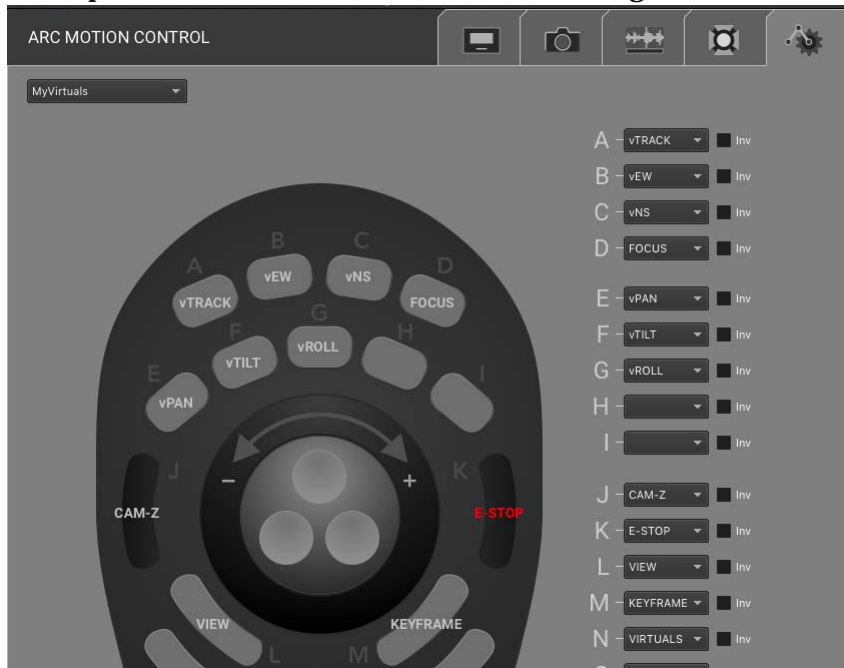 ARC MOTION CONTROL
MyVirtuals
A vTRACK Inv
B vEW Inv
C vNS Inv
D FOCUS Inv
E vPAN Inv
F vTILT Inv
G vROLL Inv
H Inv
I Inv
J CAM-Z Inv
K E-STOP Inv
L VIEW Inv
M KEYFRAME Inv
N VIRTUALS Inv
A
vTRACK
B
vEW
C
vNS
D
FOCUS
E
vPAN
F
vTILT
G
vROLL
H
I
J
CAM-Z
−
+
K
E-STOP
VIEW
L
KEYFRAME
M